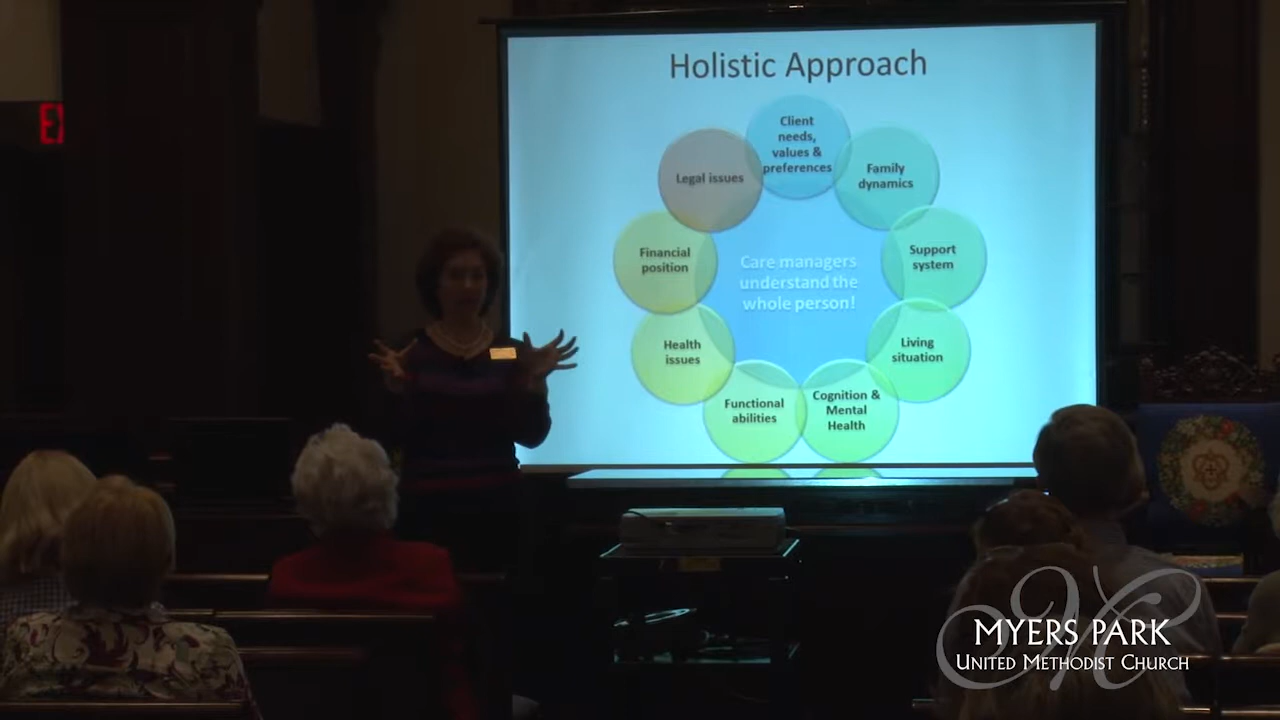 Holistic Approach
Client
needs,
values &
preferences
Family
dynamics
Support
system
Living
situation
Cognition &
Mental
Health
Functional
abilities
Health
issues
Financial
position
Legal issues
Care managers
understand the
whole person!
MYERS PARK
UNITED METHODIST CHURCH